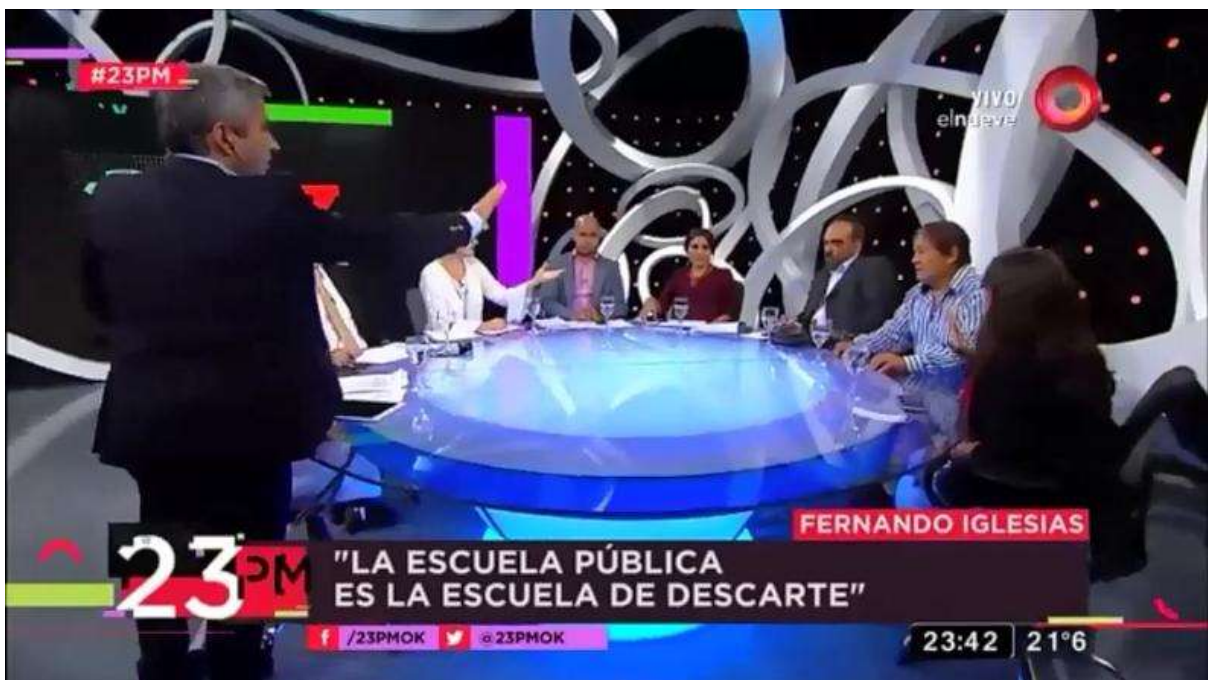 #23PM
VIVO
elnueve
FERNANDO IGLESIAS
23PM
"LA ESCUELA PÚBLICA
ES LA ESCUELA DE DESCARTE"
f /23PMOK @23PMOK
23:42 21°6